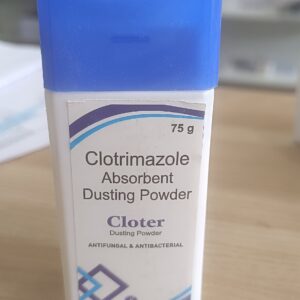 75 g
Clotrimazole
Absorbent
Dusting Powder
Cloter
Dusting Powder
ANTIFUNGAL & ANTIBACTERIAL